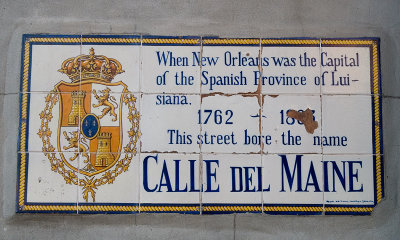 When New Orleans was the Capital
of the Spanish Province of Lui-
siana.
1762 –
This street bore the name
CALLE DEL MAINE